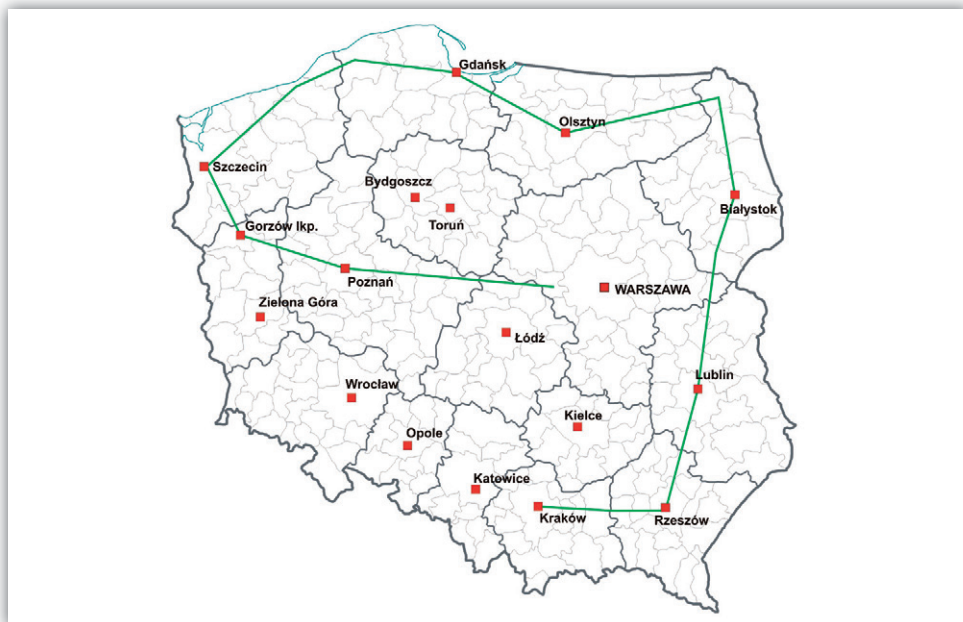 Gdańsk
Olsztyn
Szczecin
Bydgoszcz
Toruń
Białystok
Gorzów lkp.
Poznań
WARSZAWA
Zielona Góra
Łódź
Lublin
Wrocław
Kielce
Opole
Katowice
Kraków
Rzeszów